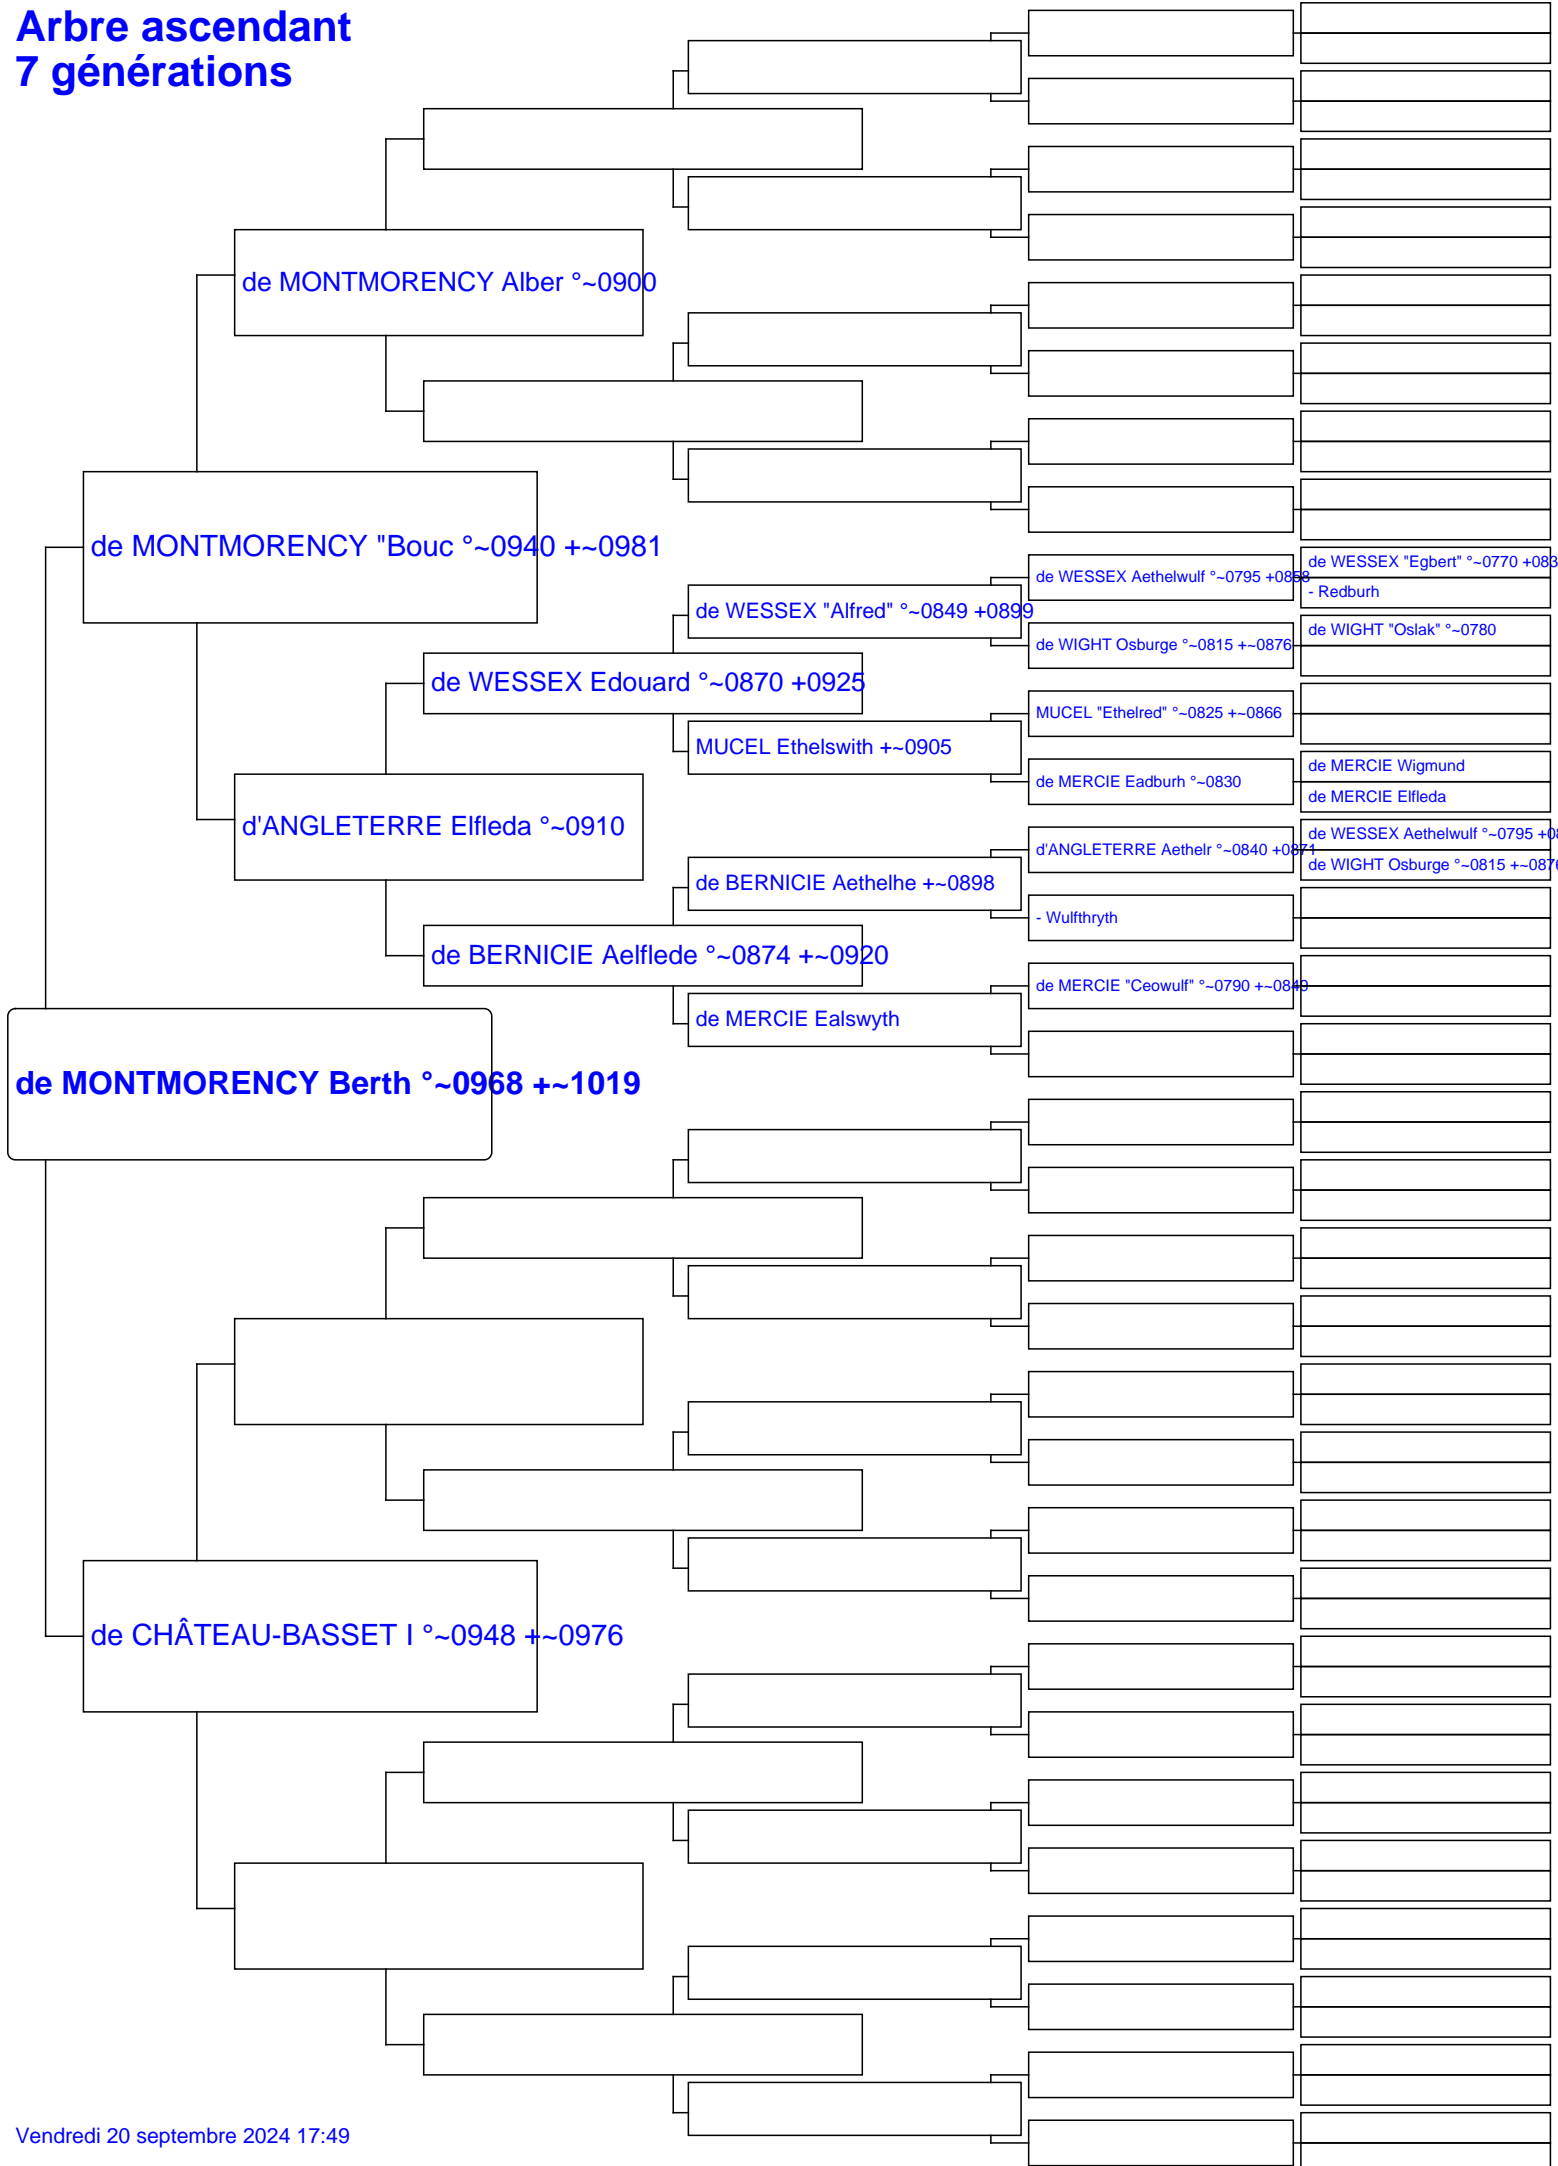 Arbre ascendant
7 générations
de MONTMORENCY Alber °~0900
de MONTMORENCY "Bouc °~0940 +~0981
de WESSEX "Egbert" °~0770 +083
de WESSEX Aethelwulf °~0795 +0858
- Redburh
de WESSEX "Alfred" °~0849 +0899
de WIGHT "Oslak" °~0780
de WIGHT Osburge °~0815 +~0876
de WESSEX Edouard °~0870 +0925
MUCEL "Ethelred" °~0825 +~0866
MUCEL Ethelswith +~0905
de MERCIE Wigmund
de MERCIE Eadburh °~0830
de MERCIE Elfleda
d'ANGLETERRE Elfleda °~0910
de WESSEX Aethelwulf °~0795 +08
d'ANGLETERRE Aethelr °~0840 +0871
de WIGHT Osburge °~0815 +~0876
de BERNICIE Aethelhe +~0898
- Wulfthryth
de BERNICIE Aelflede °~0874 +~0920
de MERCIE "Ceowulf" °~0790 +~0849
de MERCIE Ealswyth
de MONTMORENCY Berth °~0968 +~1019
de CHÂTEAU-BASSET I °~0948 +~0976
Vendredi 20 septembre 2024 17:49